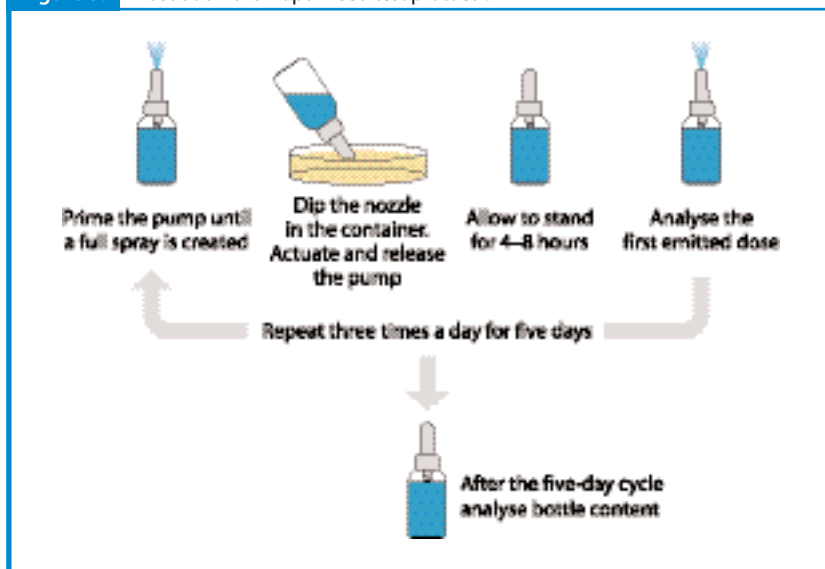 Prime the pump until
a full spray is created
Dip the nozzle
in the container.
Actuate and release
the pump
Allow to stand
for 4–8 hours
Analyse the
first emitted dose
Repeat three times a day for five days
After the five-day cycle
analyse bottle content